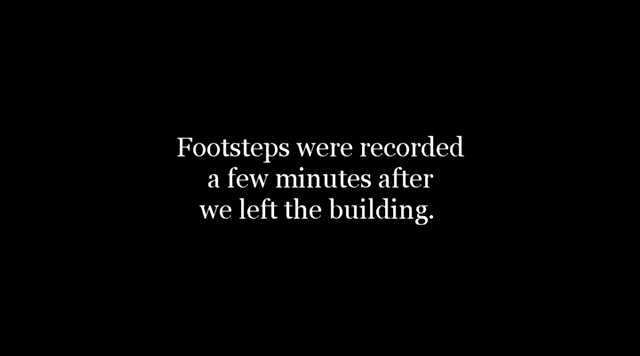 Footsteps were recorded
a few minutes after
we left the building.